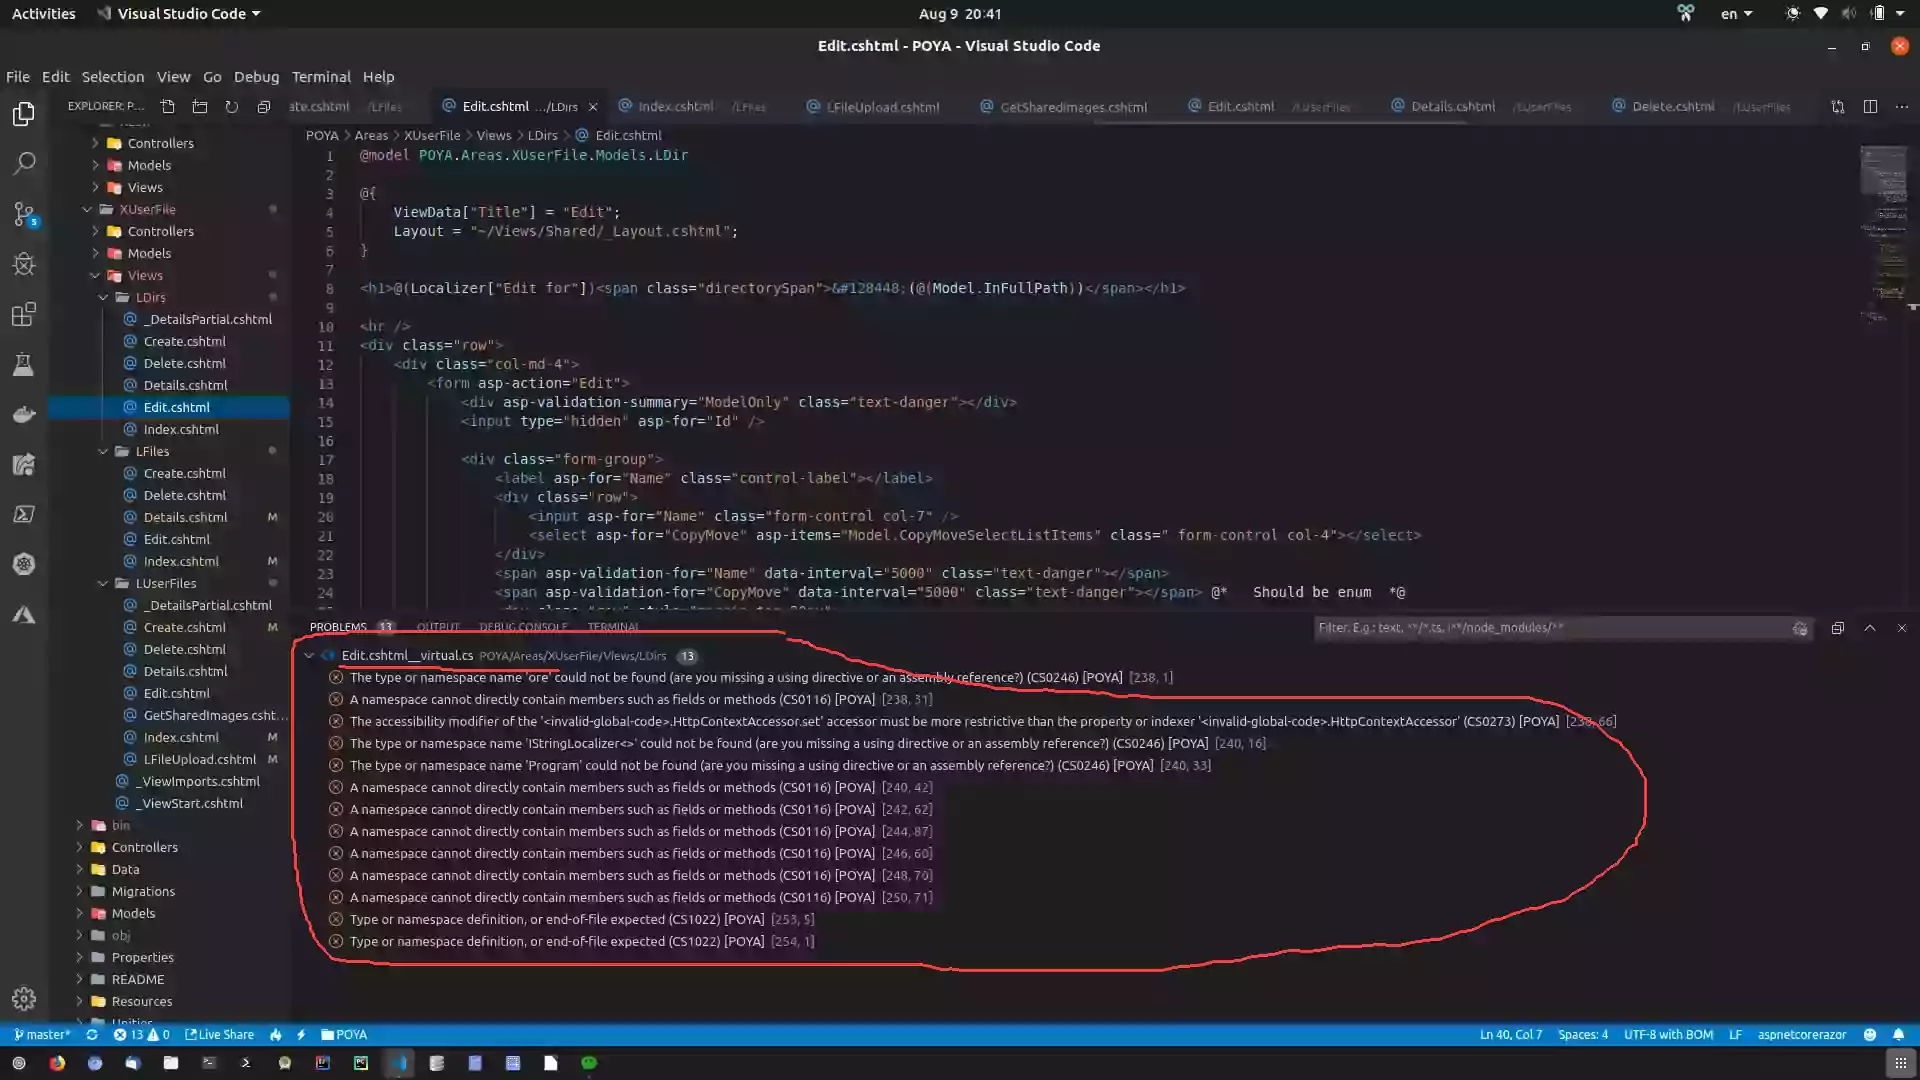 Activities Visual Studio Code Aug 9 20:41 en
Edit.cshtml - POYA - Visual Studio Code
File Edit Selection View Go Debug Terminal Help
EXPLORER: P... ate.cshtml /LFiles Edit.cshtml .../LDirs Index.cshtml /LFiles LFileUpload.cshtml GetSharedImages.cshtml Edit.cshtml /LUserFiles Details.cshtml /LUserFiles Delete.cshtml /LUserFiles
Controllers
Models
Views
XUserFile
Controllers
Models
Views
LDirs
_DetailsPartial.cshtml
Create.cshtml
Delete.cshtml
Details.cshtml
Edit.cshtml
Index.cshtml
LFiles
Create.cshtml
Delete.cshtml
Details.cshtml M
Edit.cshtml
Index.cshtml M
LUserFiles
_DetailsPartial.cshtml
Create.cshtml M
Delete.cshtml
Details.cshtml
Edit.cshtml
GetSharedImages.csht...
Index.cshtml M
LFileUpload.cshtml M
_ViewImports.cshtml
_ViewStart.cshtml
bin
Controllers
Data
Migrations
Models
obj
Properties
README
Resources
5
POYA > Areas > XUserFile > Views > LDirs > Edit.cshtml
1 @model POYA.Areas.XUserFile.Models.LDir
2
3 @{
4 ViewData["Title"] = "Edit";
5 Layout = "~/Views/Shared/_Layout.cshtml";
6 }
7
8 <h1>@(Localizer["Edit for"])<span class="directorySpan">&#128448;(@(Model.InFullPath))</span></h1>
9
10 <hr />
11 <div class="row">
12 <div class="col-md-4">
13 <form asp-action="Edit">
14 <div asp-validation-summary="ModelOnly" class="text-danger"></div>
15 <input type="hidden" asp-for="Id" />
16
17 <div class="form-group">
18 <label asp-for="Name" class="control-label"></label>
19 <div class="row">
20 <input asp-for="Name" class="form-control col-7" />
21 <select asp-for="CopyMove" asp-items="Model.CopyMoveSelectListItems" class=" form-control col-4"></select>
22 </div>
23 <span asp-validation-for="Name" data-interval="5000" class="text-danger"></span>
24 <span asp-validation-for="CopyMove" data-interval="5000" class="text-danger"></span> @* Should be enum *@
PROBLEMS 13 OUTPUT DEBUG CONSOLE TERMINAL Filter. E.g.: text, **/*.ts, !**/node_modules/**
Edit.cshtml__virtual.cs POYA/Areas/XUserFile/Views/LDirs 13
The type or namespace name 'ore' could not be found (are you missing a using directive or an assembly reference?) (CS0246) [POYA] [238, 1]
A namespace cannot directly contain members such as fields or methods (CS0116) [POYA] [238, 31]
The accessibility modifier of the '<invalid-global-code>.HttpContextAccessor.set' accessor must be more restrictive than the property or indexer '<invalid-global-code>.HttpContextAccessor' (CS0273) [POYA] [238, 66]
The type or namespace name 'IStringLocalizer<>' could not be found (are you missing a using directive or an assembly reference?) (CS0246) [POYA] [240, 16]
The type or namespace name 'Program' could not be found (are you missing a using directive or an assembly reference?) (CS0246) [POYA] [240, 33]
A namespace cannot directly contain members such as fields or methods (CS0116) [POYA] [240, 42]
A namespace cannot directly contain members such as fields or methods (CS0116) [POYA] [242, 62]
A namespace cannot directly contain members such as fields or methods (CS0116) [POYA] [244, 87]
A namespace cannot directly contain members such as fields or methods (CS0116) [POYA] [246, 60]
A namespace cannot directly contain members such as fields or methods (CS0116) [POYA] [248, 70]
A namespace cannot directly contain members such as fields or methods (CS0116) [POYA] [250, 71]
Type or namespace definition, or end-of-file expected (CS1022) [POYA] [253, 5]
Type or namespace definition, or end-of-file expected (CS1022) [POYA] [254, 1]
master* 13 0 Live Share POYA Ln 40, Col 7 Spaces: 4 UTF-8 with BOM LF aspnetcorerazor